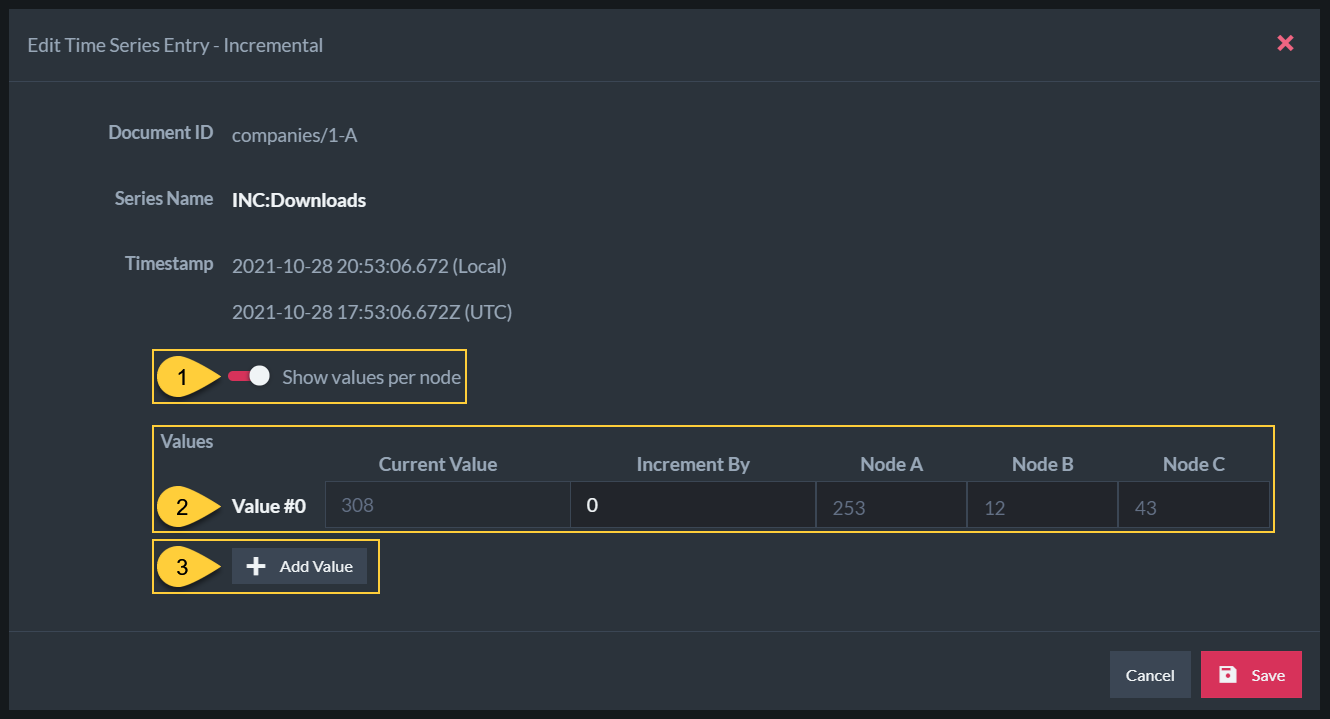 Edit Time Series Entry - Incremental
Document ID companies/1-A
Series Name INC:Downloads
Timestamp 2021-10-28 20:53:06.672 (Local)
2021-10-28 17:53:06.672Z (UTC)
1 Show values per node
Values
Current Value Increment By Node A Node B Node C
2 Value #0 308 0 253 12 43
3 Add Value
Cancel Save